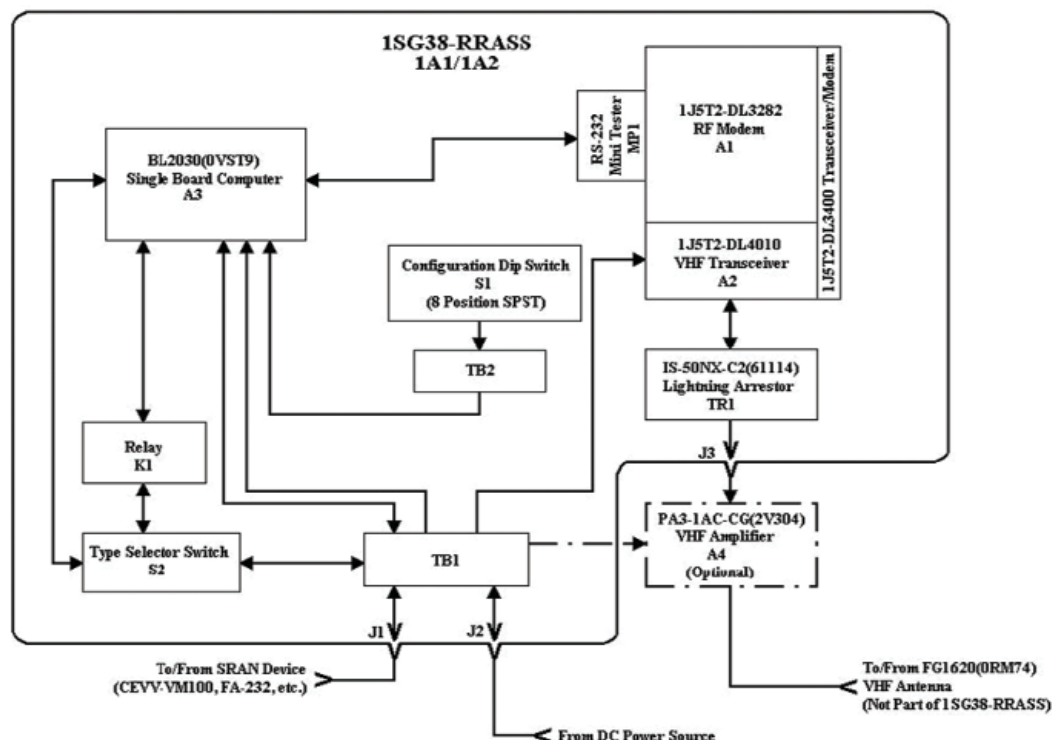 1SG38-RRASS
1A1/1A2
BL2030(0VST9)
Single Board Computer
A3
RS-232
Mini Tester
MP1
1J5T2-DL3282
RF Modem
A1
1J5T2-DL3400 Transceiver/Modem
1J5T2-DL4010
VHF Transceiver
A2
Configuration Dip Switch
S1
(8 Position SPST)
TB2
IS-50NX-C2(61114)
Lightning Arrestor
TR1
Relay
K1
J3
Type Selector Switch
S2
TB1
PA3-1AC-CG(2V304)
VHF Amplifier
A4
(Optional)
J1
J2
To/From SRAN Device
(CEVV-VM100, FA-232, etc.)
To/From FG1620(0RM74)
VHF Antenna
(Not Part of 1SG38-RRASS)
From DC Power Source